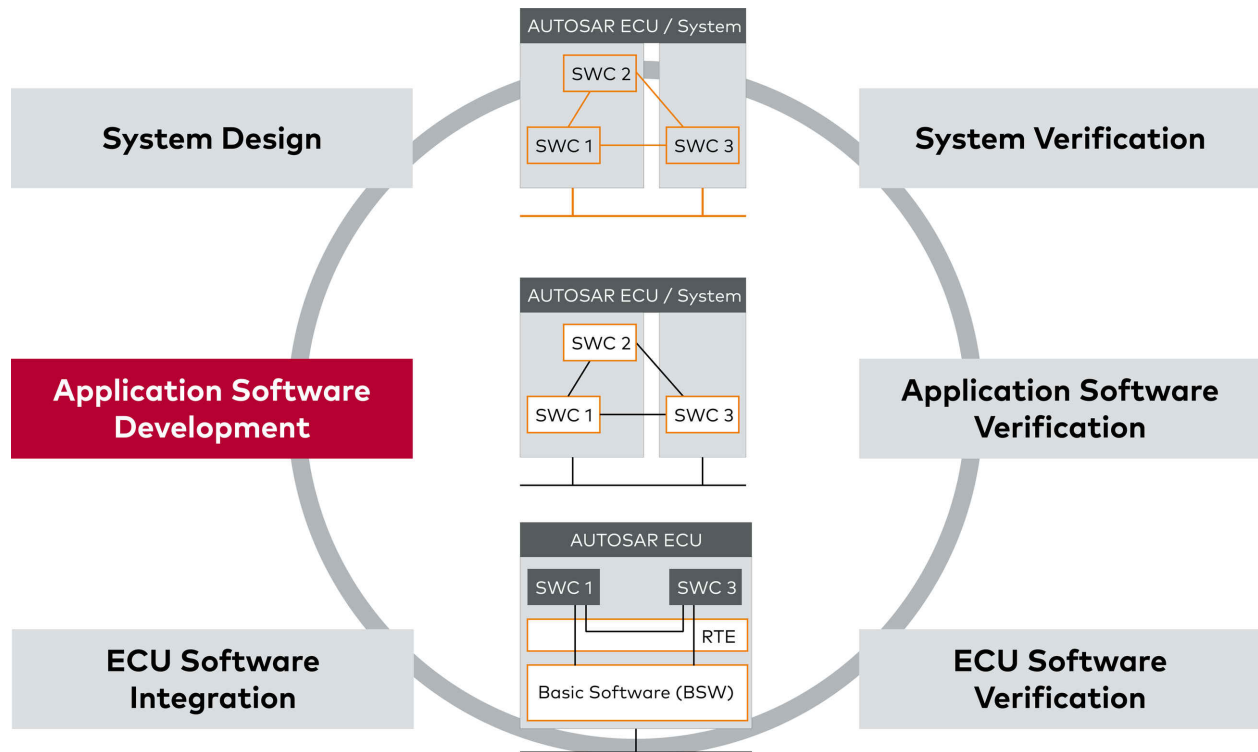 AUTOSAR ECU / System
SWC 2
SWC 1
SWC 3
System Design
System Verification
AUTOSAR ECU / System
SWC 2
SWC 1
SWC 3
Application Software
Development
Application Software
Verification
AUTOSAR ECU
SWC 1
SWC 3
RTE
Basic Software (BSW)
ECU Software
Integration
ECU Software
Verification